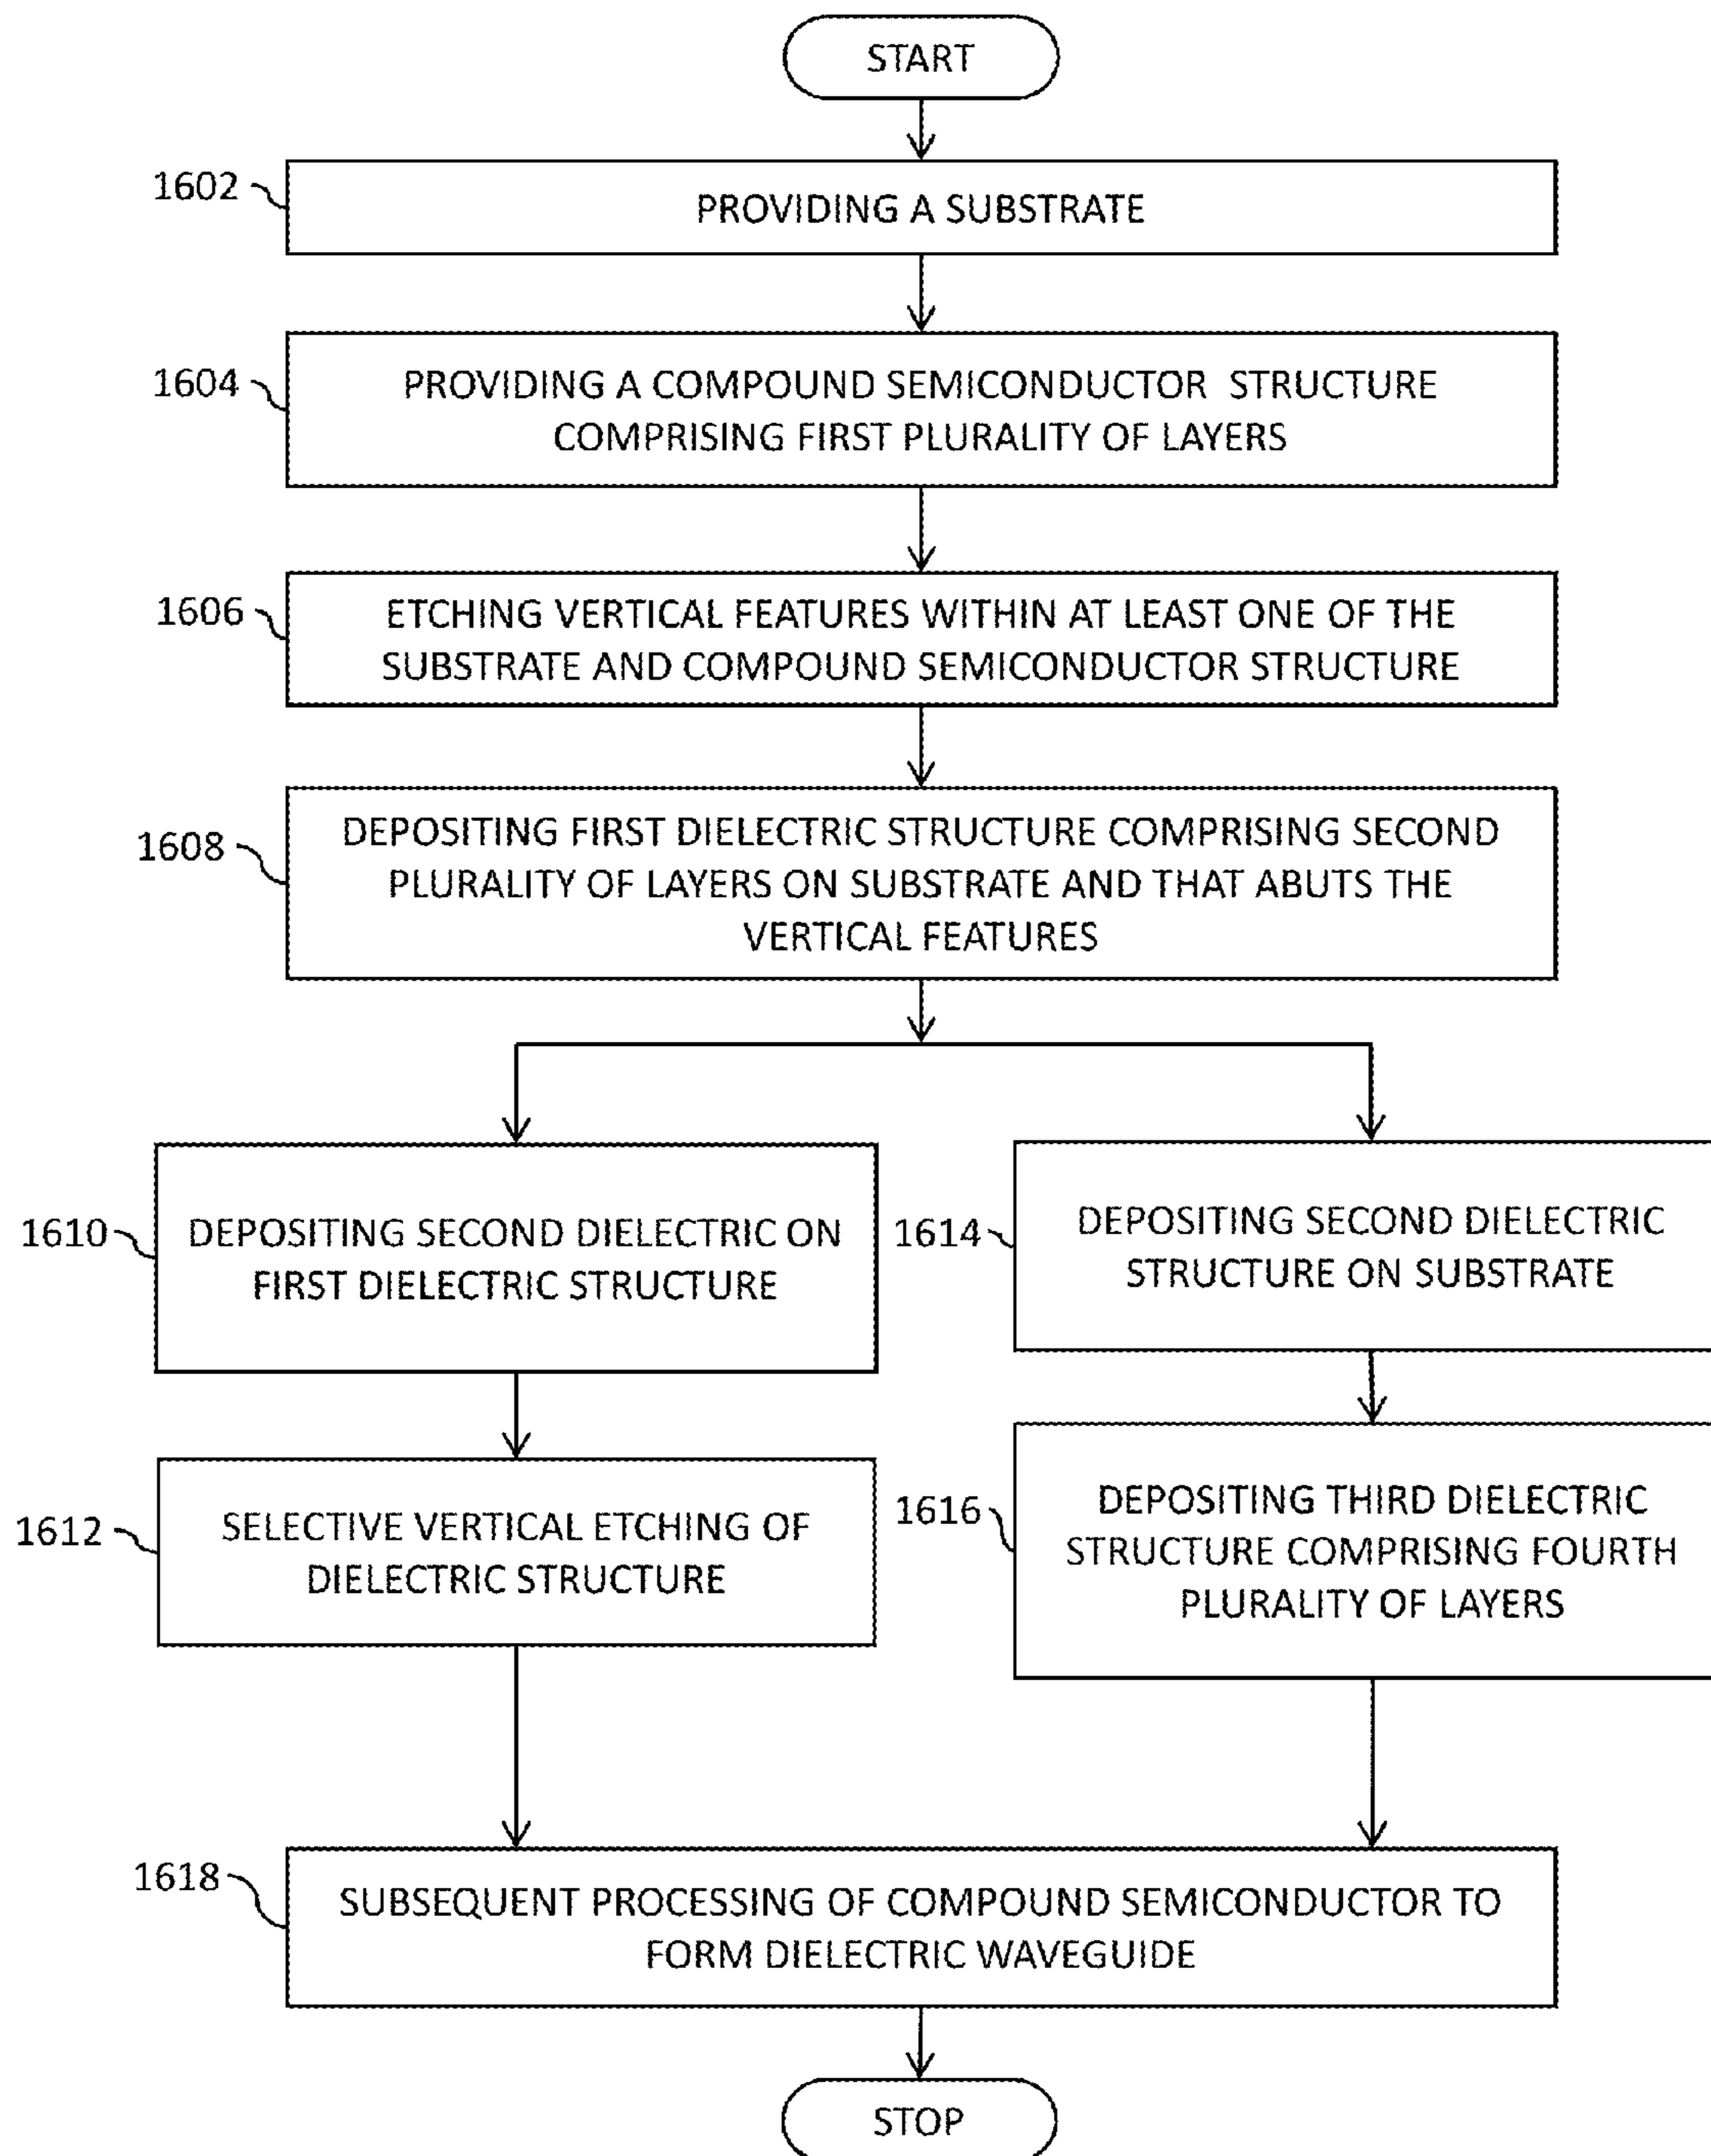 START
1602
PROVIDING A SUBSTRATE
1604
PROVIDING A COMPOUND SEMICONDUCTOR STRUCTURE
COMPRISING FIRST PLURALITY OF LAYERS
1606
ETCHING VERTICAL FEATURES WITHIN AT LEAST ONE OF THE
SUBSTRATE AND COMPOUND SEMICONDUCTOR STRUCTURE
1608
DEPOSITING FIRST DIELECTRIC STRUCTURE COMPRISING SECOND
PLURALITY OF LAYERS ON SUBSTRATE AND THAT ABUTS THE
VERTICAL FEATURES
1610
DEPOSITING SECOND DIELECTRIC ON
FIRST DIELECTRIC STRUCTURE
1614
DEPOSITING SECOND DIELECTRIC
STRUCTURE ON SUBSTRATE
1612
SELECTIVE VERTICAL ETCHING OF
DIELECTRIC STRUCTURE
1616
DEPOSITING THIRD DIELECTRIC
STRUCTURE COMPRISING FOURTH
PLURALITY OF LAYERS
1618
SUBSEQUENT PROCESSING OF COMPOUND SEMICONDUCTOR TO
FORM DIELECTRIC WAVEGUIDE
STOP